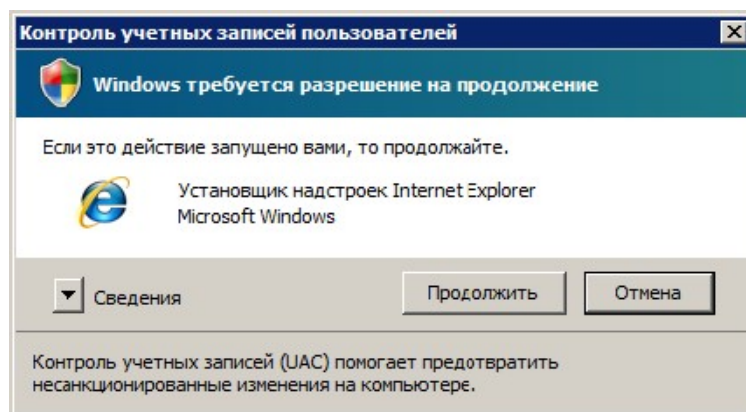 Контроль учетных записей пользователей
Windows требуется разрешение на продолжение
Если это действие запущено вами, то продолжайте.
Установщик надстроек Internet Explorer
Microsoft Windows
Сведения
Продолжить
Отмена
Контроль учетных записей (UAC) помогает предотвратить
несанкционированные изменения на компьютере.